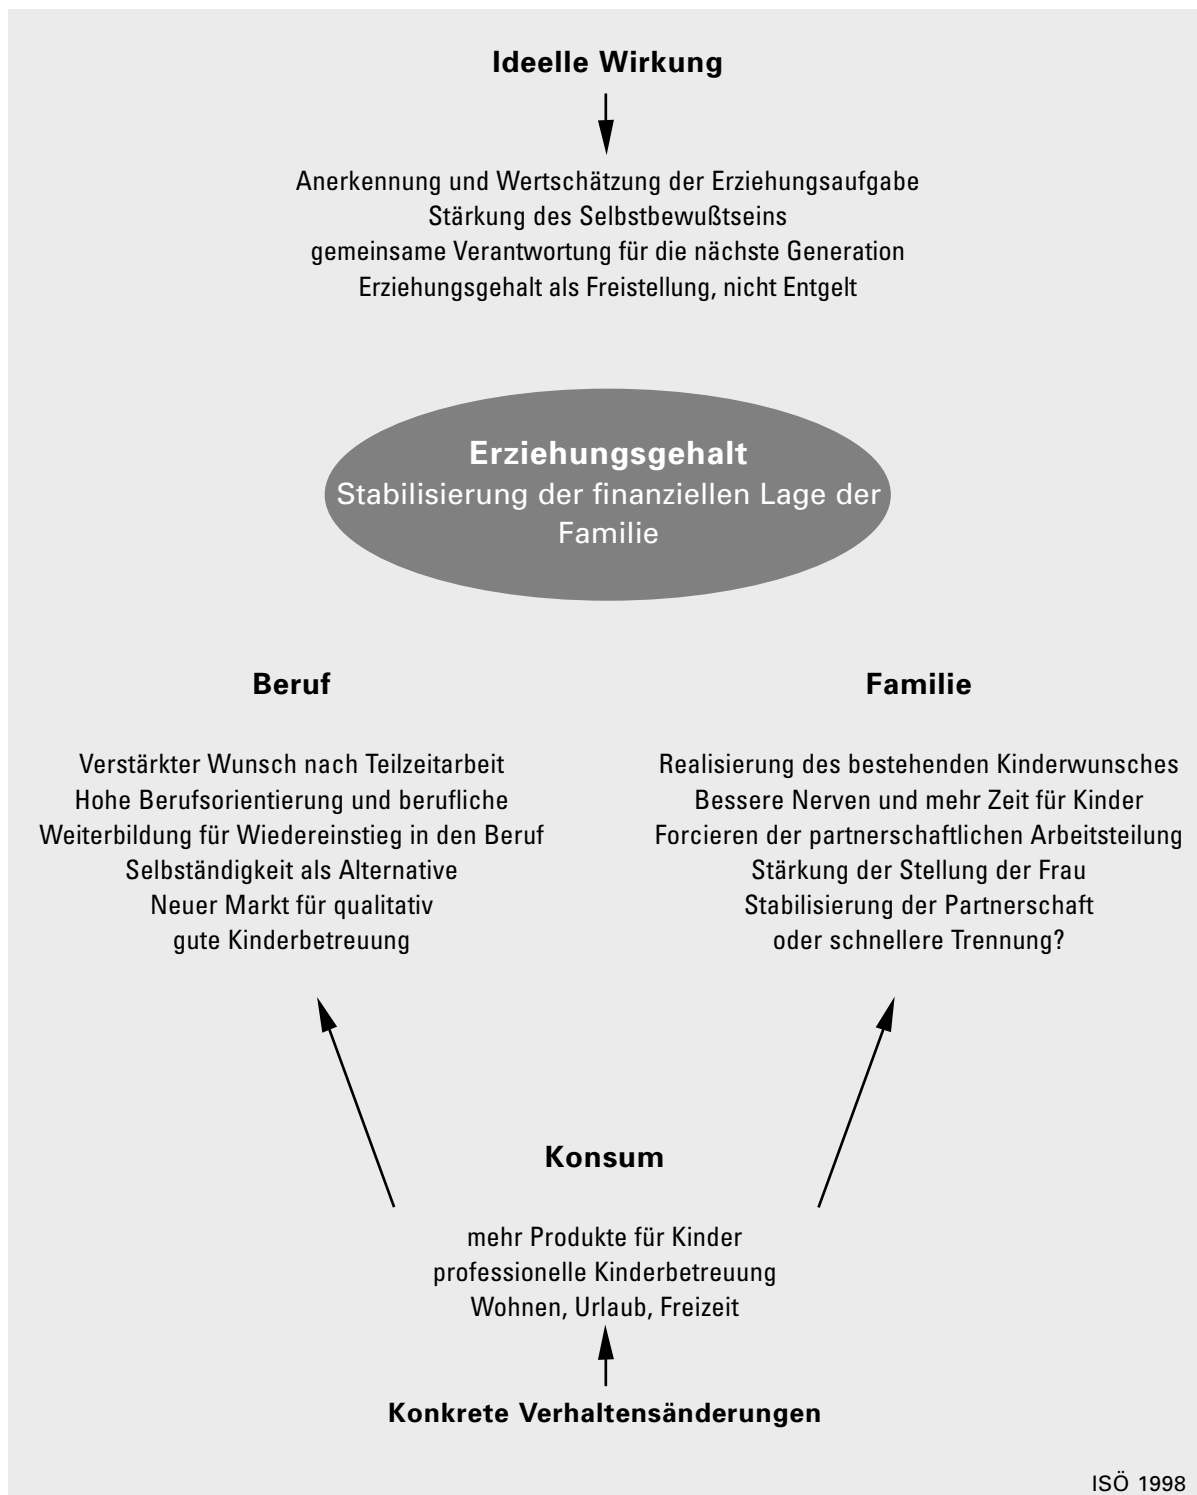 Ideelle Wirkung
Anerkennung und Wertschätzung der Erziehungsaufgabe
Stärkung des Selbstbewußtseins
gemeinsame Verantwortung für die nächste Generation
Erziehungsgehalt als Freistellung, nicht Entgelt
Erziehungsgehalt
Stabilisierung der finanziellen Lage der
Familie
Beruf
Verstärkter Wunsch nach Teilzeitarbeit
Hohe Berufsorientierung und berufliche
Weiterbildung für Wiedereinstieg in den Beruf
Selbständigkeit als Alternative
Neuer Markt für qualitativ
gute Kinderbetreuung
Familie
Realisierung des bestehenden Kinderwunsches
Bessere Nerven und mehr Zeit für Kinder
Forcieren der partnerschaftlichen Arbeitsteilung
Stärkung der Stellung der Frau
Stabilisierung der Partnerschaft
oder schnellere Trennung?
Konsum
mehr Produkte für Kinder
professionelle Kinderbetreuung
Wohnen, Urlaub, Freizeit
Konkrete Verhaltensänderungen
ISÖ 1998